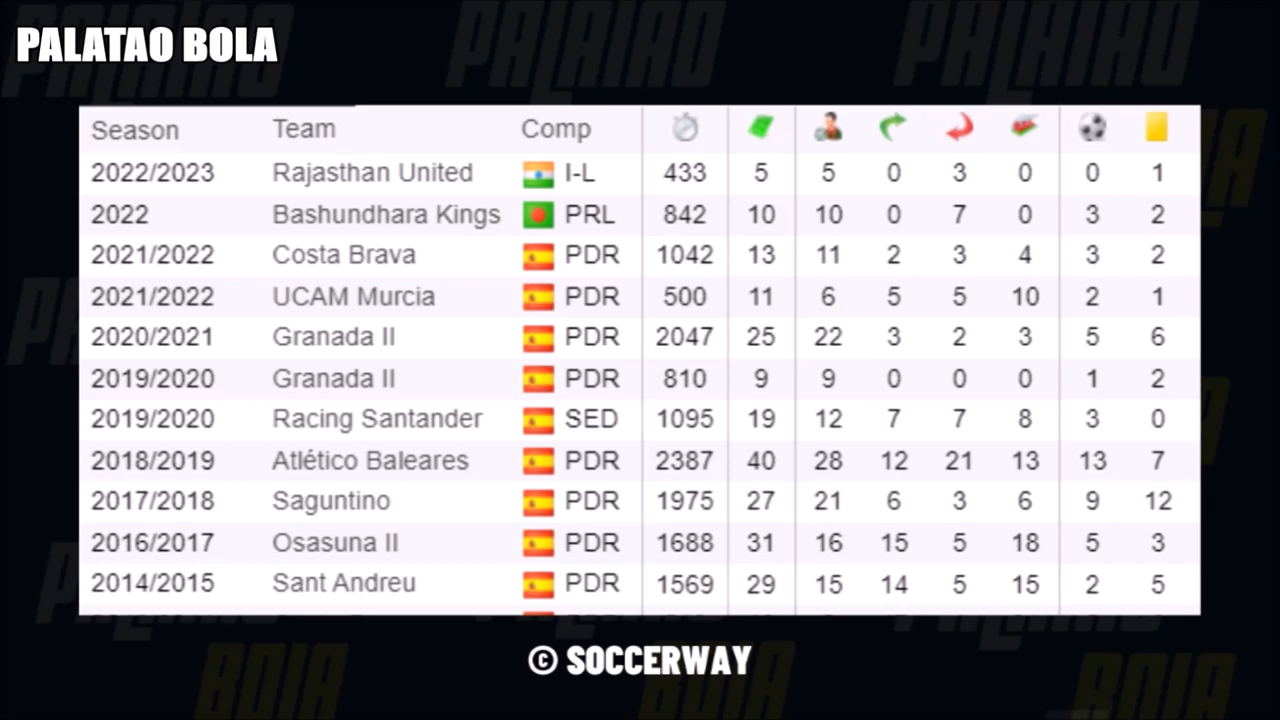 PALATAO BOLA
Season Team Comp
2022/2023 Rajasthan United I-L 433 5 5 0 3 0 0 1
2022 Bashundhara Kings PRL 842 10 10 0 7 0 3 2
2021/2022 Costa Brava PDR 1042 13 11 2 3 4 3 2
2021/2022 UCAM Murcia PDR 500 11 6 5 5 10 2 1
2020/2021 Granada II PDR 2047 25 22 3 2 3 5 6
2019/2020 Granada II PDR 810 9 9 0 0 0 1 2
2019/2020 Racing Santander SED 1095 19 12 7 7 8 3 0
2018/2019 Atlético Baleares PDR 2387 40 28 12 21 13 13 7
2017/2018 Saguntino PDR 1975 27 21 6 3 6 9 12
2016/2017 Osasuna II PDR 1688 31 16 15 5 18 5 3
2014/2015 Sant Andreu PDR 1569 29 15 14 5 15 2 5
© SOCCERWAY